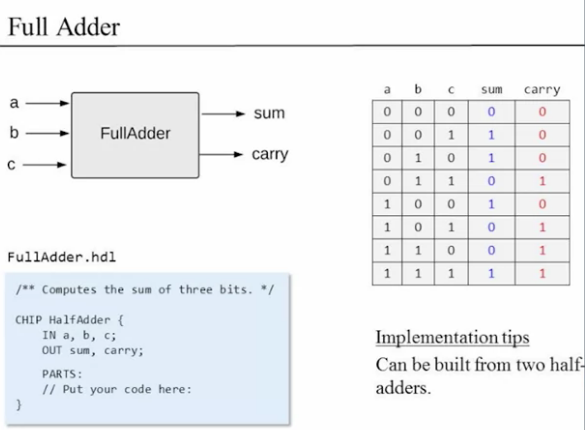 Full Adder
a
b
c
FullAdder
sum
carry
a b c sum carry
0 0 0 0 0
0 0 1 1 0
0 1 0 1 0
0 1 1 0 1
1 0 0 1 0
1 0 1 0 1
1 1 0 0 1
1 1 1 1 1
FullAdder.hdl
/** Computes the sum of three bits. */
CHIP HalfAdder {
IN a, b, c;
OUT sum, carry;
PARTS:
// Put your code here:
}
Implementation tips
Can be built from two half-
adders.